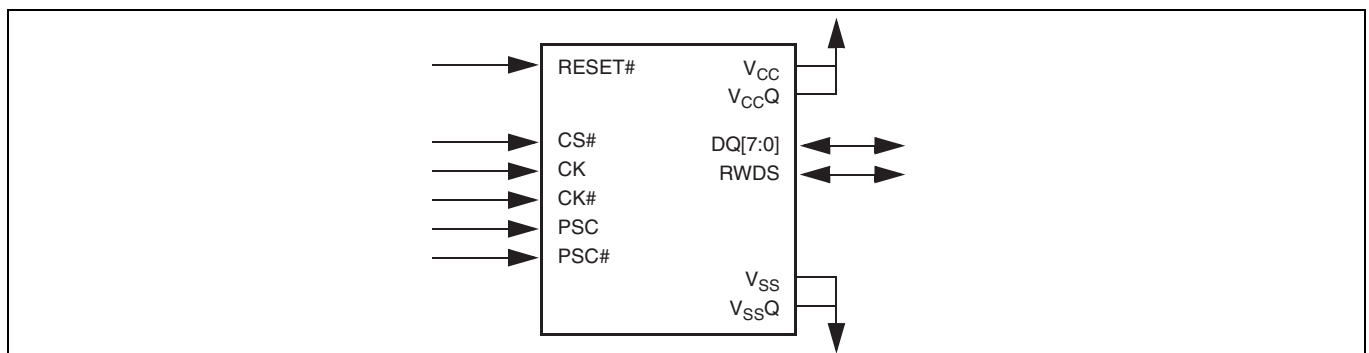 RESET#
CS#
CK
CK#
PSC
PSC#
VCC
VCCQ
DQ[7:0]
RWDS
VSS
VSSQ